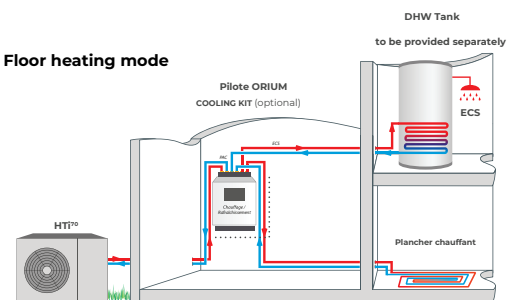 DHW Tank
to be provided separately
Floor heating mode
Pilote ORIUM
COOLING KIT (optional)
ECS
ECS
PAC
Chauffage /
Rafraîchissement
HTi⁷⁰
Plancher chauffant